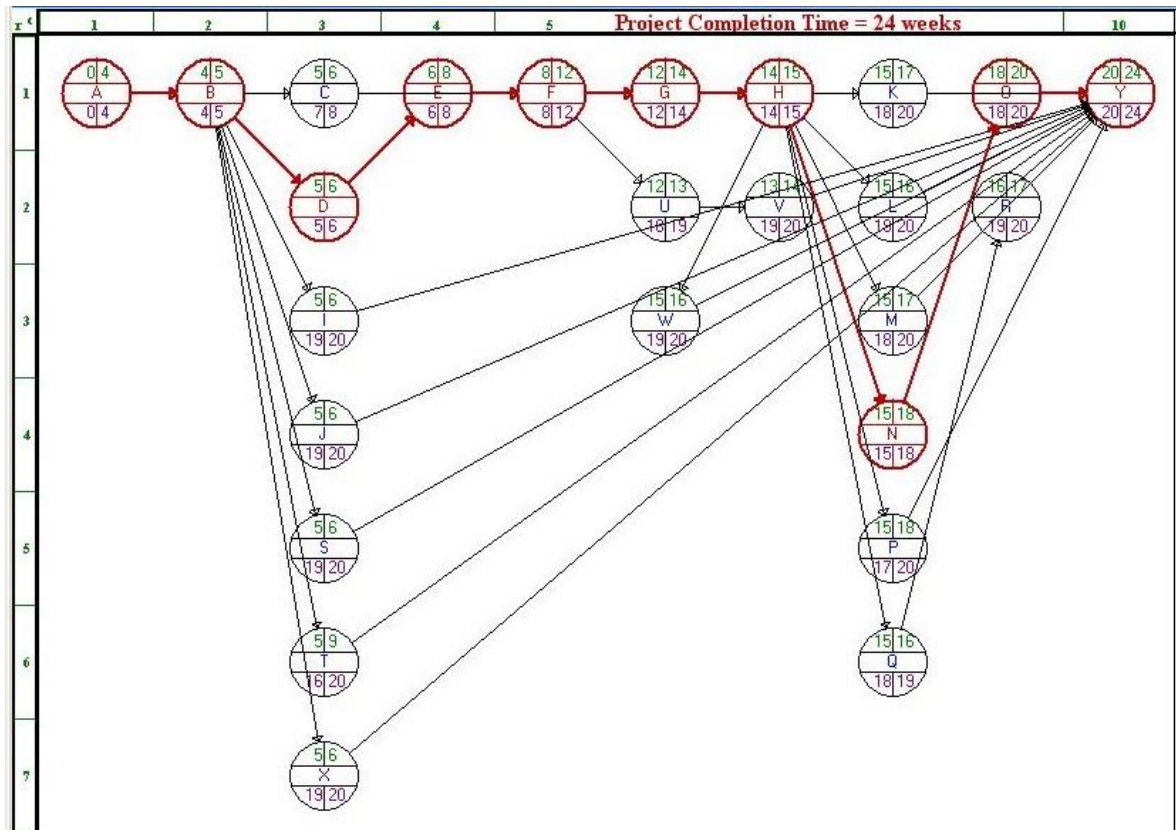 r c 1 2 3 4 5 Project Completion Time = 24 weeks 10
1
0 4 A 0 4
4 5 B 4 5
5 6 C 7 8
6 8 E 6 8
8 12 F 8 12
12 14 G 12 14
14 15 H 14 15
15 17 K 18 20
18 20 O 18 20
20 24 Y 20 24
2
5 6 D 5 6
12 13 U 18 19
13 14 V 19 20
15 16 L 19 20
16 17 R 19 20
3
5 6 I 19 20
15 16 W 19 20
15 17 M 18 20
4
5 6 J 19 20
15 18 N 15 18
5
5 6 S 19 20
15 18 P 17 20
6
5 9 T 16 20
15 16 Q 18 19
7
5 6 X 19 20